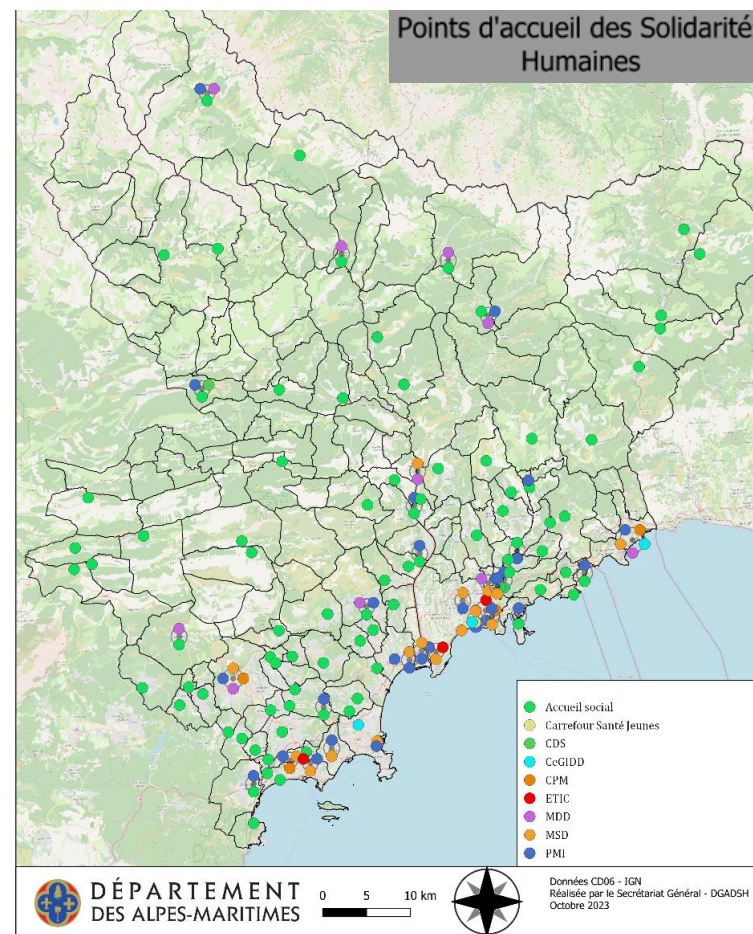 Points d'accueil des Solidarité
Humaines
Accueil social
Carrefour Santé Jeunes
CDS
CeGIDD
CPM
ETIC
MDD
MSD
PMI
DÉPARTEMENT
DES ALPES-MARITIMES
0 5 10 km
Données CD06 - IGN
Réalisée par le Secrétariat Général - DGADSH
Octobre 2023